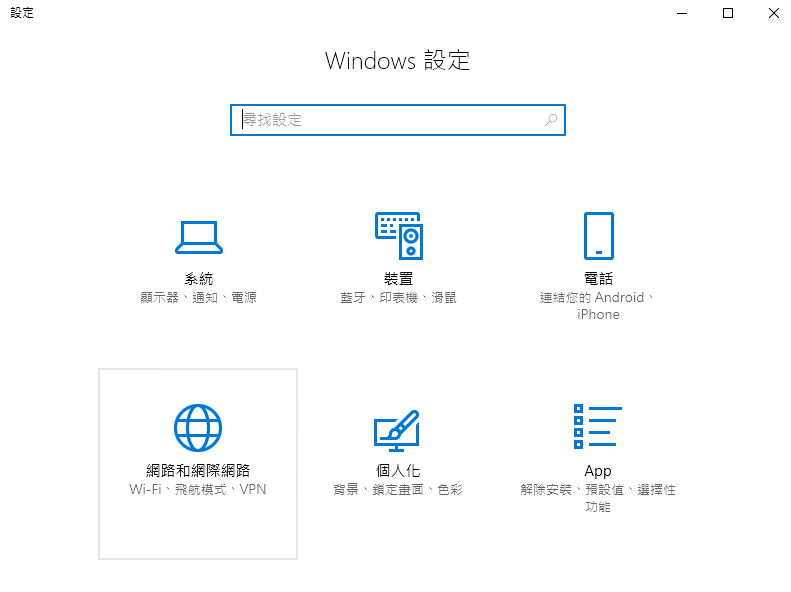 設定
Windows 設定
尋找設定
系統
顯示器、通知、電源
裝置
藍牙、印表機、滑鼠
電話
連結您的 Android、
iPhone
網路和網際網路
Wi-Fi、飛航模式、VPN
個人化
背景、鎖定畫面、色彩
App
解除安裝、預設值、選擇性
功能